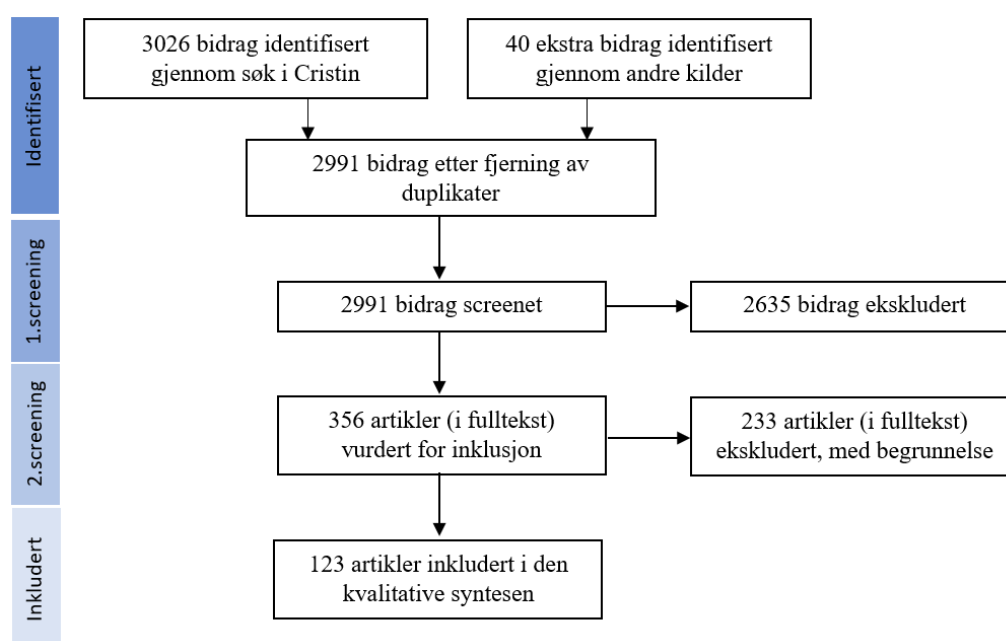 Identifisert
3026 bidrag identifisert
gjennom søk i Cristin
40 ekstra bidrag identifisert
gjennom andre kilder
2991 bidrag etter fjerning av
duplikater
1.screening
2991 bidrag screenet
2635 bidrag ekskludert
2.screening
356 artikler (i fulltekst)
vurdert for inklusjon
233 artikler (i fulltekst)
ekskludert, med begrunnelse
Inkludert
123 artikler inkludert i den
kvalitative syntesen